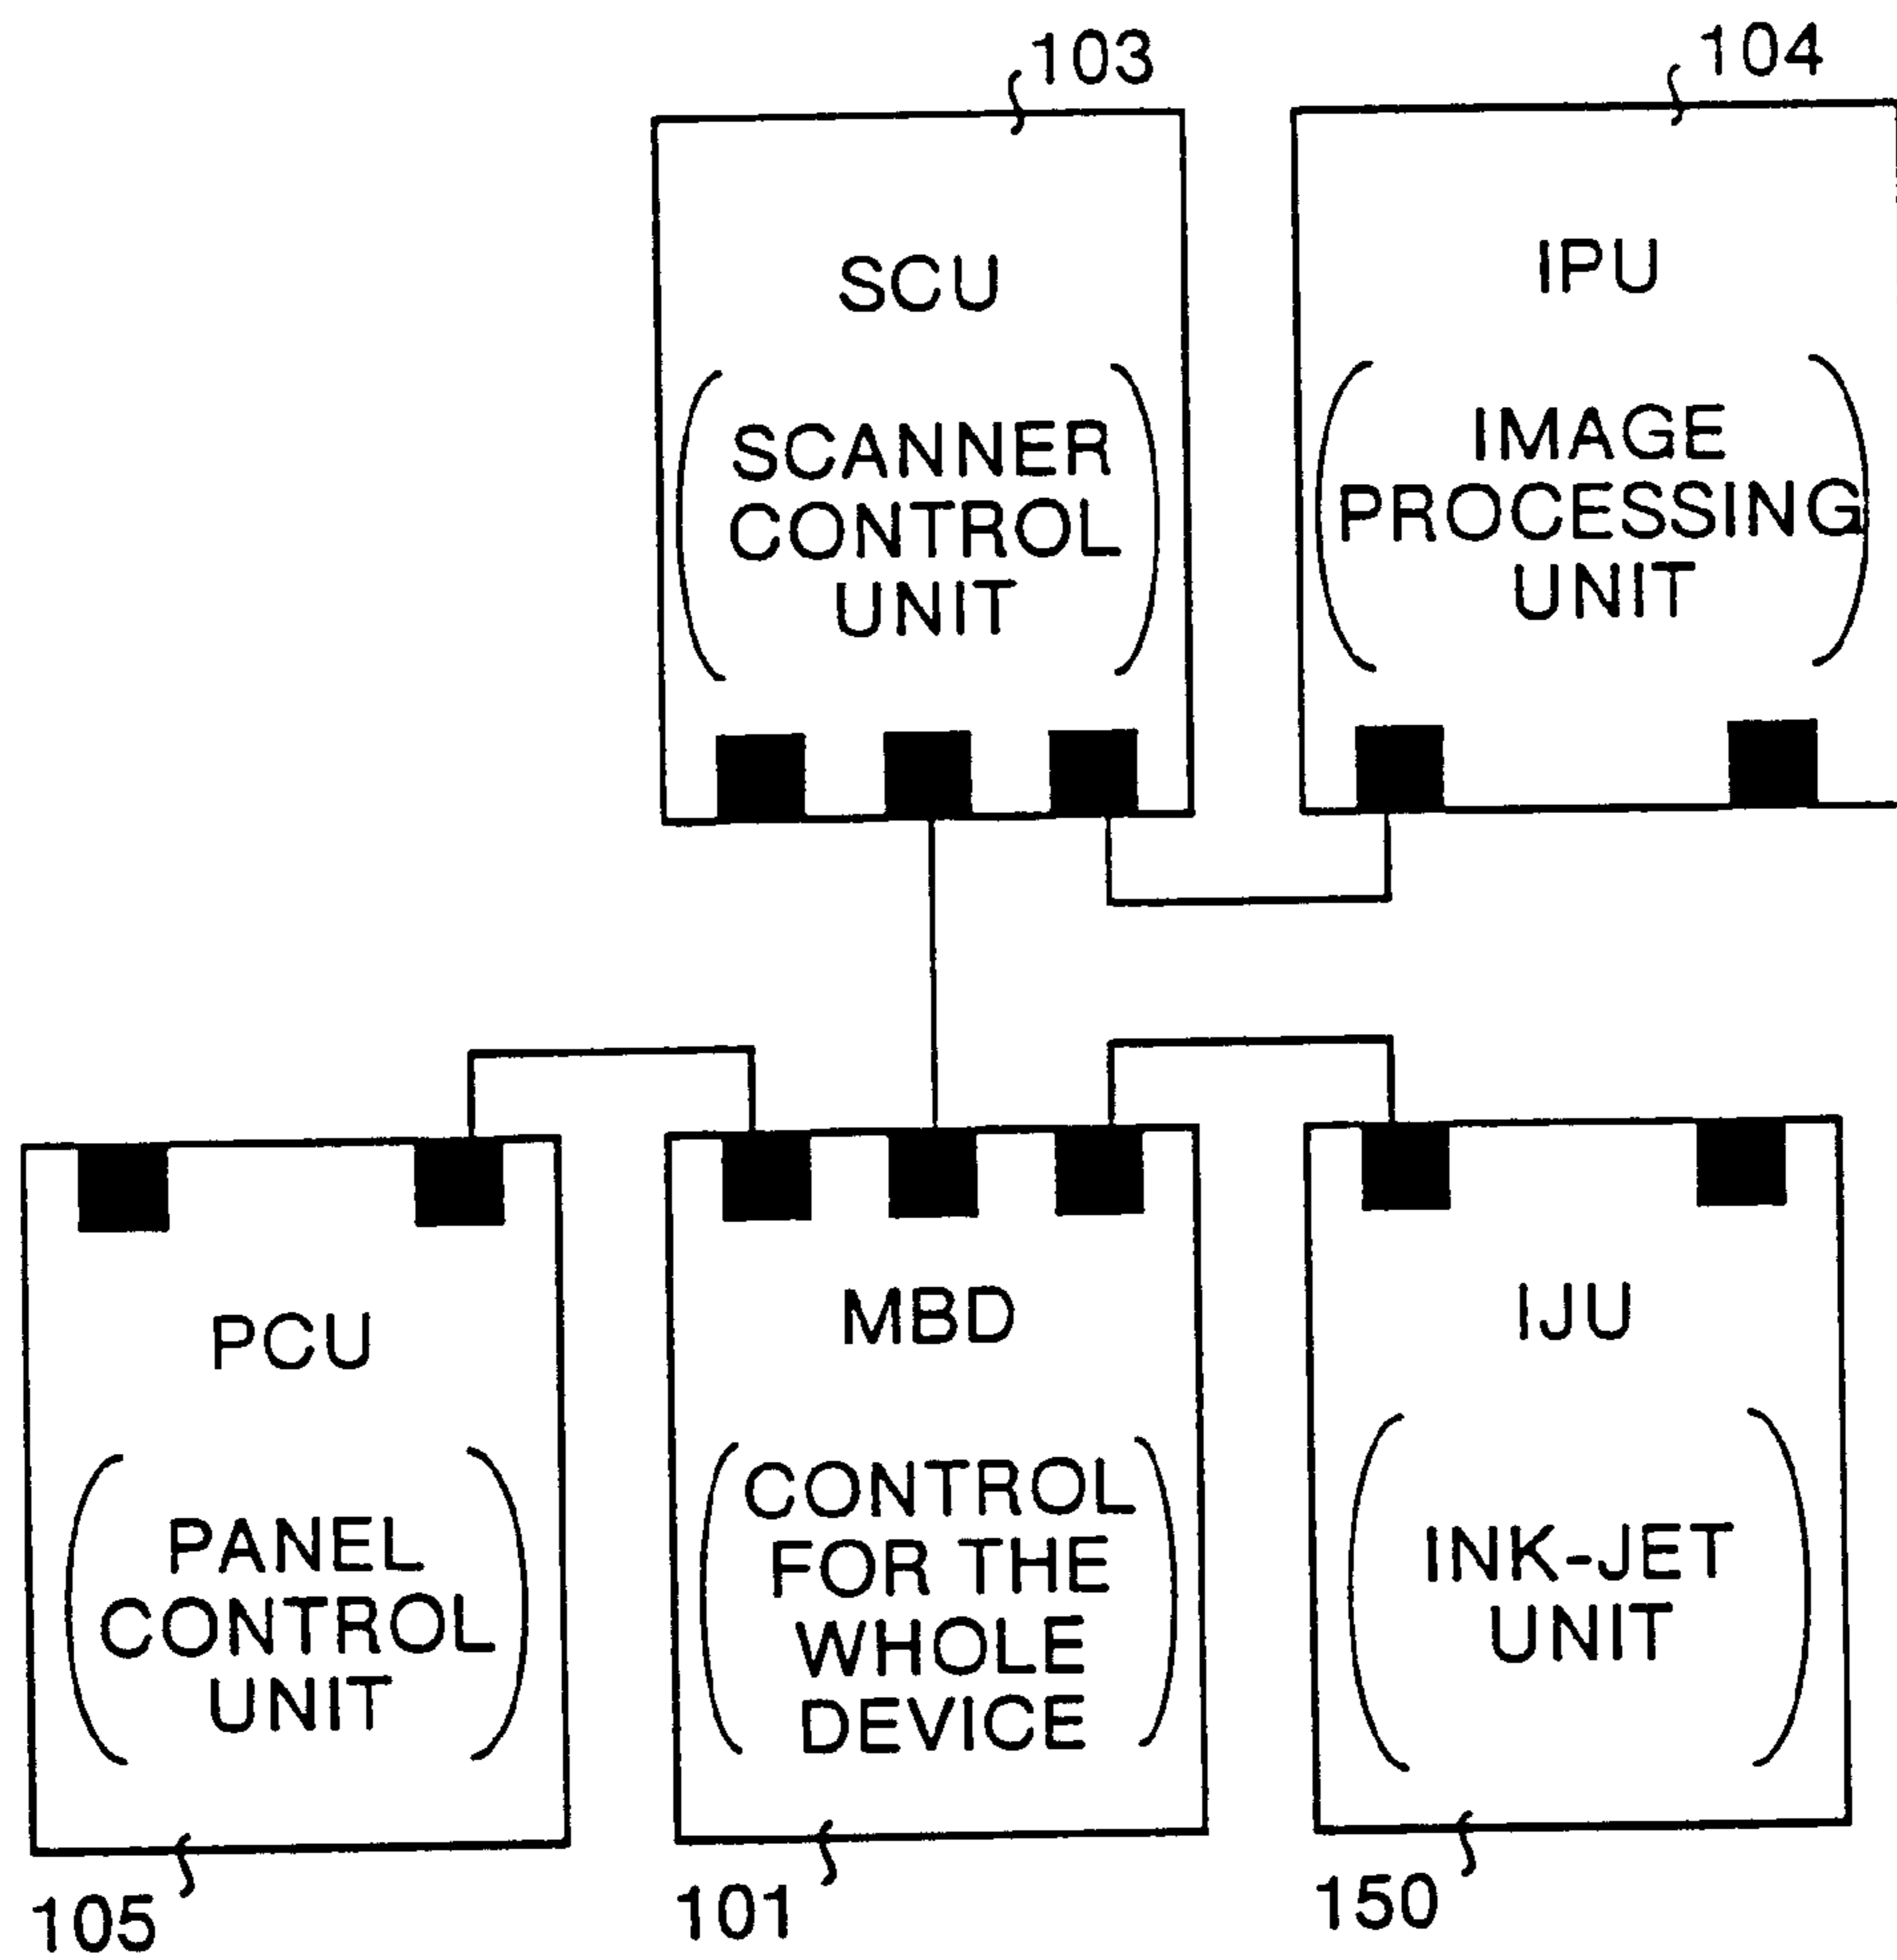 103
SCU
SCANNER
CONTROL
UNIT
104
IPU
IMAGE
PROCESSING
UNIT
PCU
PANEL
CONTROL
UNIT
105
MBD
CONTROL
FOR THE
WHOLE
DEVICE
101
IJU
INK-JET
UNIT
150